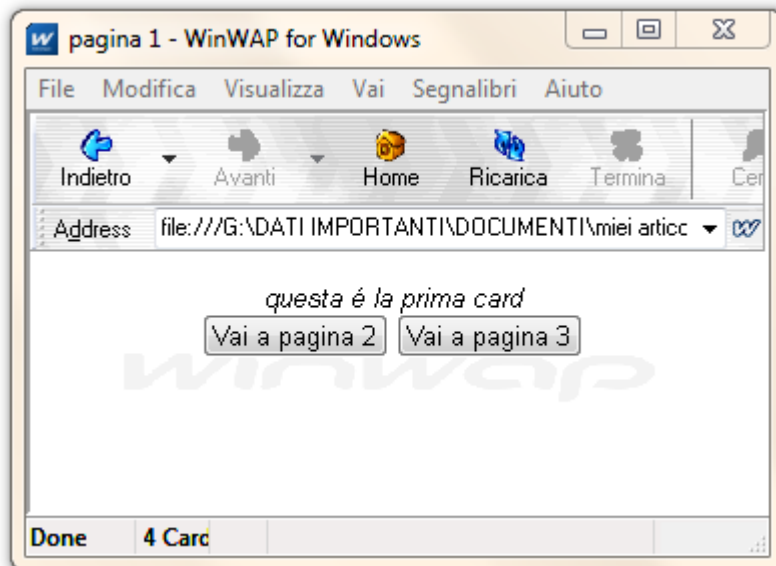 pagina 1 - WinWAP for Windows
File Modifica Visualizza Vai Segnalibri Aiuto
Indietro Avanti Home Ricarica Termina
Address file:///G:\DATI IMPORTANTI\DOCUMENTI\miei
questa é la prima card
Vai a pagina 2 Vai a pagina 3
winwap
Done 4 Card